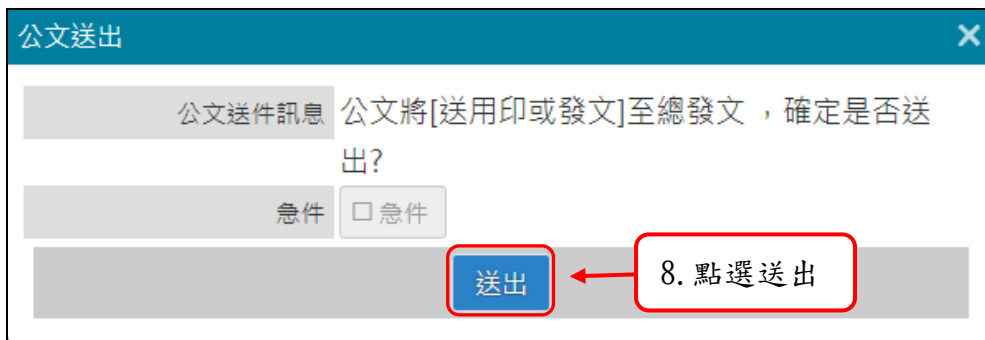 公文送出
公文送件訊息 公文將[送用印或發文]至總發文 ，確定是否送
出?
急件 急件
送出 8.點選送出